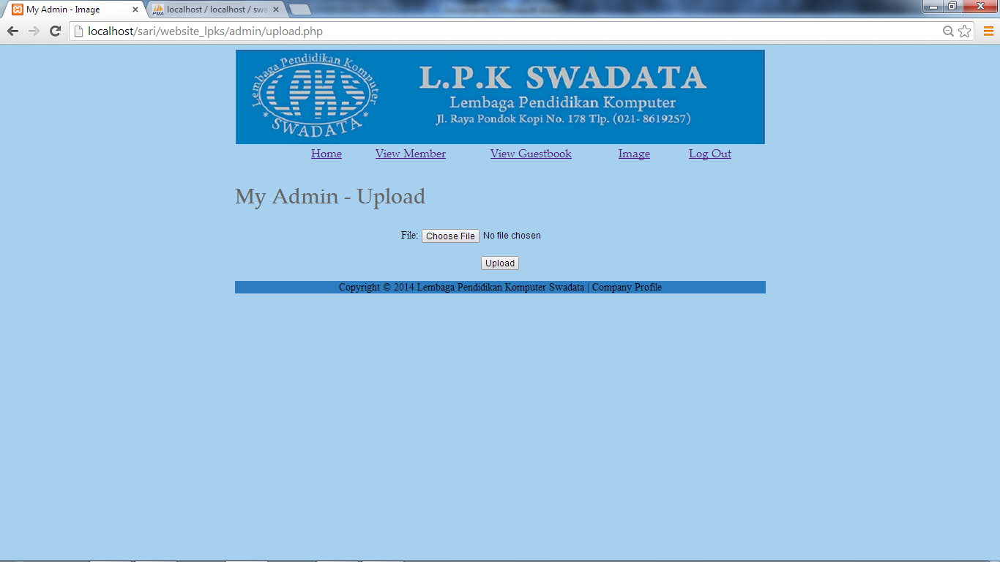 My Admin - Image
localhost / localhost / swa
localhost/sari/website_lpks/admin/upload.php
Lembaga Pendidikan Komputer
LPKS
* SWADATA *
L.P.K SWADATA
Lembaga Pendidikan Komputer
Jl. Raya Pondok Kopi No. 178 Tlp. (021- 8619257)
Home View Member View Guestbook Image Log Out
My Admin - Upload
File: Choose File No file chosen
Upload
Copyright © 2014 Lembaga Pendidikan Komputer Swadata | Company Profile